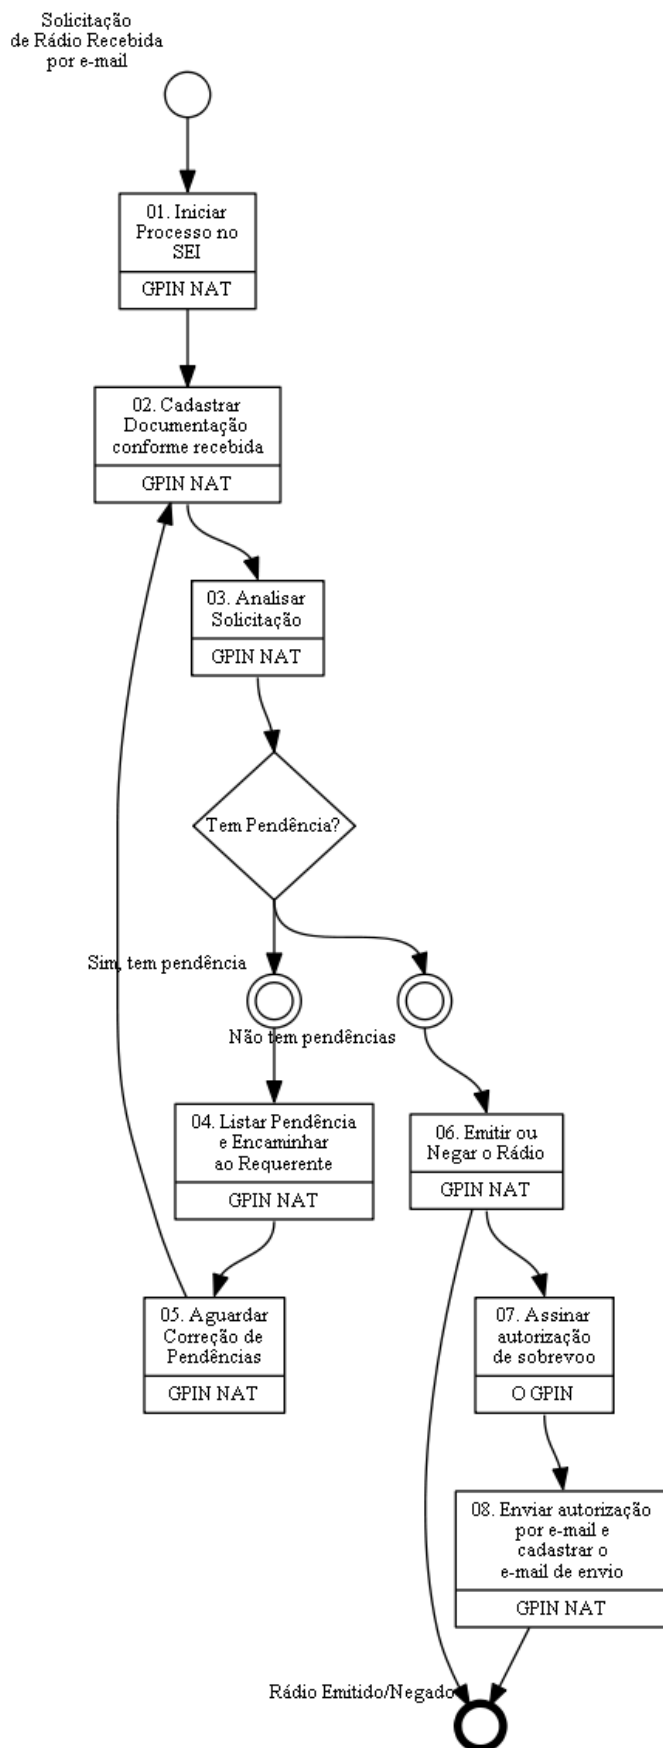 Solicitação
de Rádio Recebida
por e-mail
01. Iniciar
Processo no
SEI
GPIN NAT
02. Cadastrar
Documentação
conforme recebida
GPIN NAT
03. Analisar
Solicitação
GPIN NAT
Tem Pendência?
Sim, tem pendência
Não tem pendências
04. Listar Pendência
e Encaminhar
ao Requerente
GPIN NAT
06. Emitir ou
Negar o Rádio
GPIN NAT
05. Aguardar
Correção de
Pendências
GPIN NAT
07. Assinar
autorização
de sobrevoo
O GPIN
08. Enviar autorização
por e-mail e
cadastrar o
e-mail de envio
GPIN NAT
Rádio Emitido/Negado